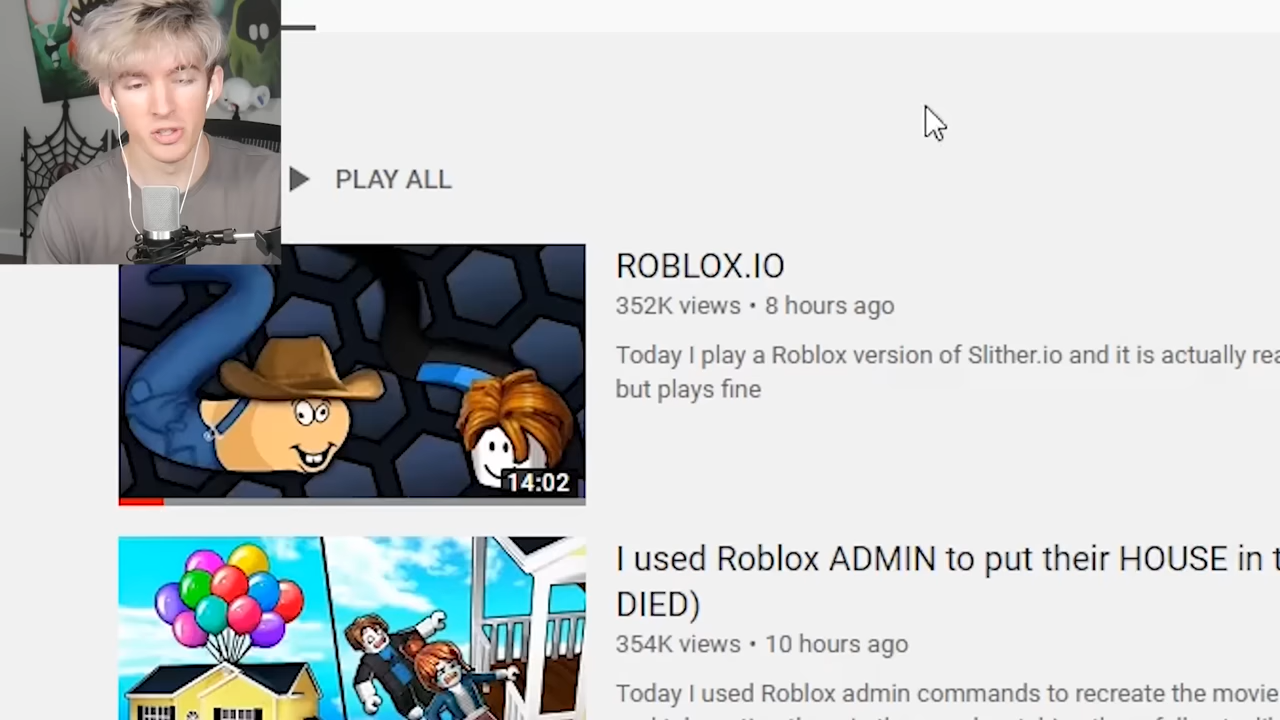 PLAY ALL
ROBLOX.IO
352K views • 8 hours ago
Today I play a Roblox version of Slither.io and it is actually
but plays fine
14:02
I used Roblox ADMIN to put their HOUSE in
DIED)
354K views • 10 hours ago
Today I used Roblox admin commands to recreate the movie